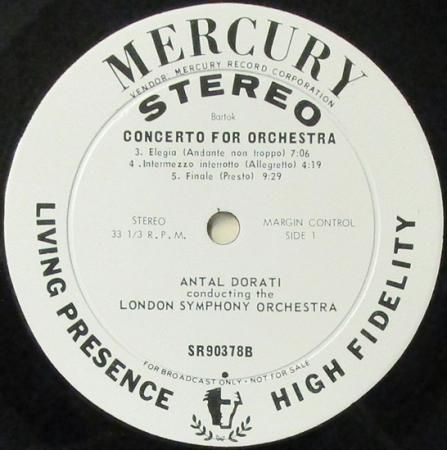 MERCURY
VENDOR, MERCURY RECORD CORPORATION
STEREO
Bartok
CONCERTO FOR ORCHESTRA
3. Elegia (Andante non troppo) 7:06
4. Intermezzo interrotto (Allegretto) 4:19
5. Finale (Presto) 9:29
STEREO
33 1/3 R.P.M.
MARGIN CONTROL
SIDE 1
ANTAL DORATI
conducting the
LONDON SYMPHONY ORCHESTRA
SR90378B
FOR BROADCAST ONLY • NOT FOR SALE
LIVING PRESENCE
HIGH FIDELITY